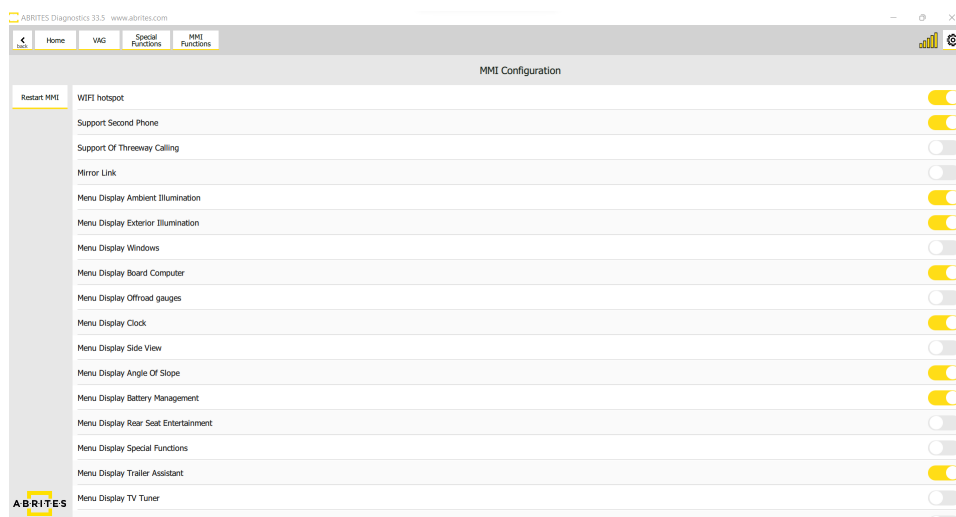 ABRITES Diagnostics 33.5 www.abrites.com
back
Home
VAG
Special
Functions
MMI
Functions
MMI Configuration
Restart MMI
WIFI hotspot
Support Second Phone
Support Of Threeway Calling
Mirror Link
Menu Display Ambient Illumination
Menu Display Exterior Illumination
Menu Display Windows
Menu Display Board Computer
Menu Display Offroad gauges
Menu Display Clock
Menu Display Side View
Menu Display Angle Of Slope
Menu Display Battery Management
Menu Display Rear Seat Entertainment
Menu Display Special Functions
Menu Display Trailer Assistant
Menu Display TV Tuner
A·B·R·I·T·E·S